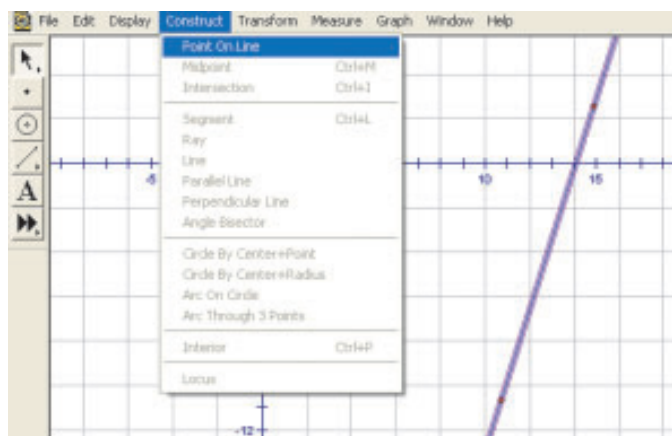 File Edit Display Construct Transform Measure Graph Window Help
Point On Line
Midpoint Ctrl+M
Intersection Ctrl+I
Segment Ctrl+L
Ray
Line
Parallel Line
Perpendicular Line
Angle Bisector
Circle By Center+Point
Circle By Center+Radius
Arc On Circle
Arc Through 3 Points
Interior Ctrl+P
Locus
A
-5 10 15
-12